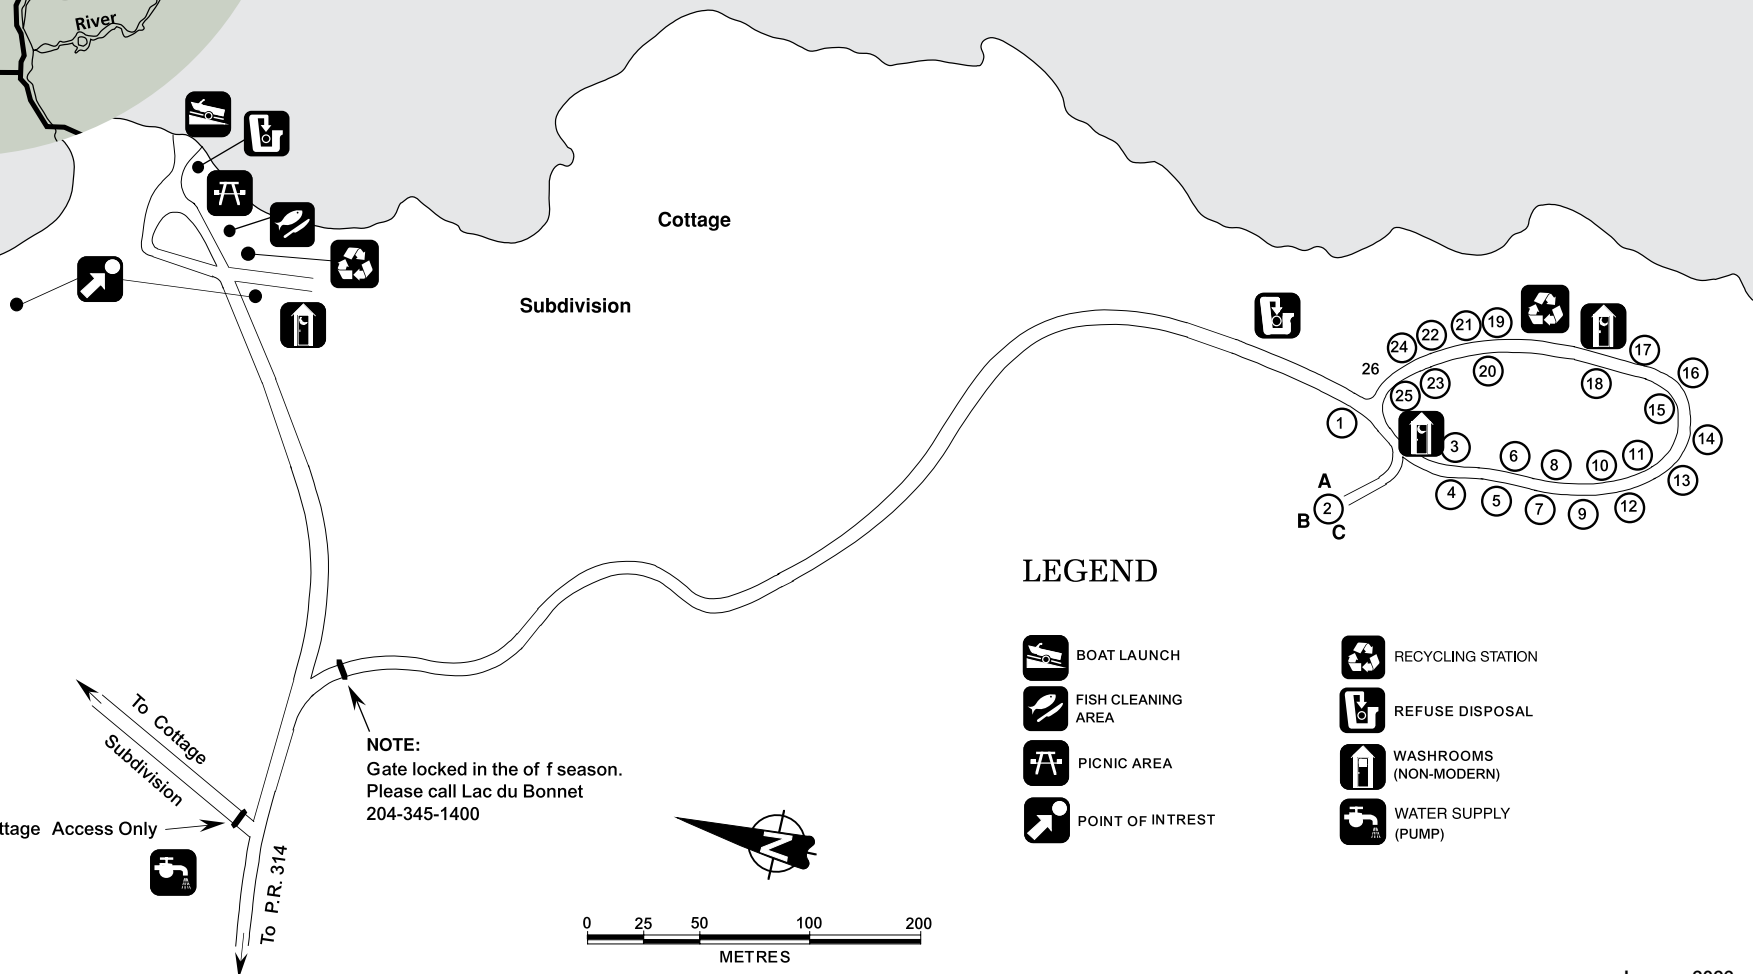 River
Cottage
Subdivision
24
22
21
19
17
16
26
25
23
20
18
15
1
3
6
8
10
11
14
13
4
5
7
9
12
A
2
B
C
To Cottage
Subdivision
ttage Access Only
To P.R. 314
NOTE:
Gate locked in the of f season.
Please call Lac du Bonnet
204-345-1400
N
0 25 50 100 200
METRES
LEGEND
BOAT LAUNCH
FISH CLEANING
AREA
PICNIC AREA
POINT OF INTREST
RECYCLING STATION
REFUSE DISPOSAL
WASHROOMS
(NON-MODERN)
WATER SUPPLY
(PUMP)